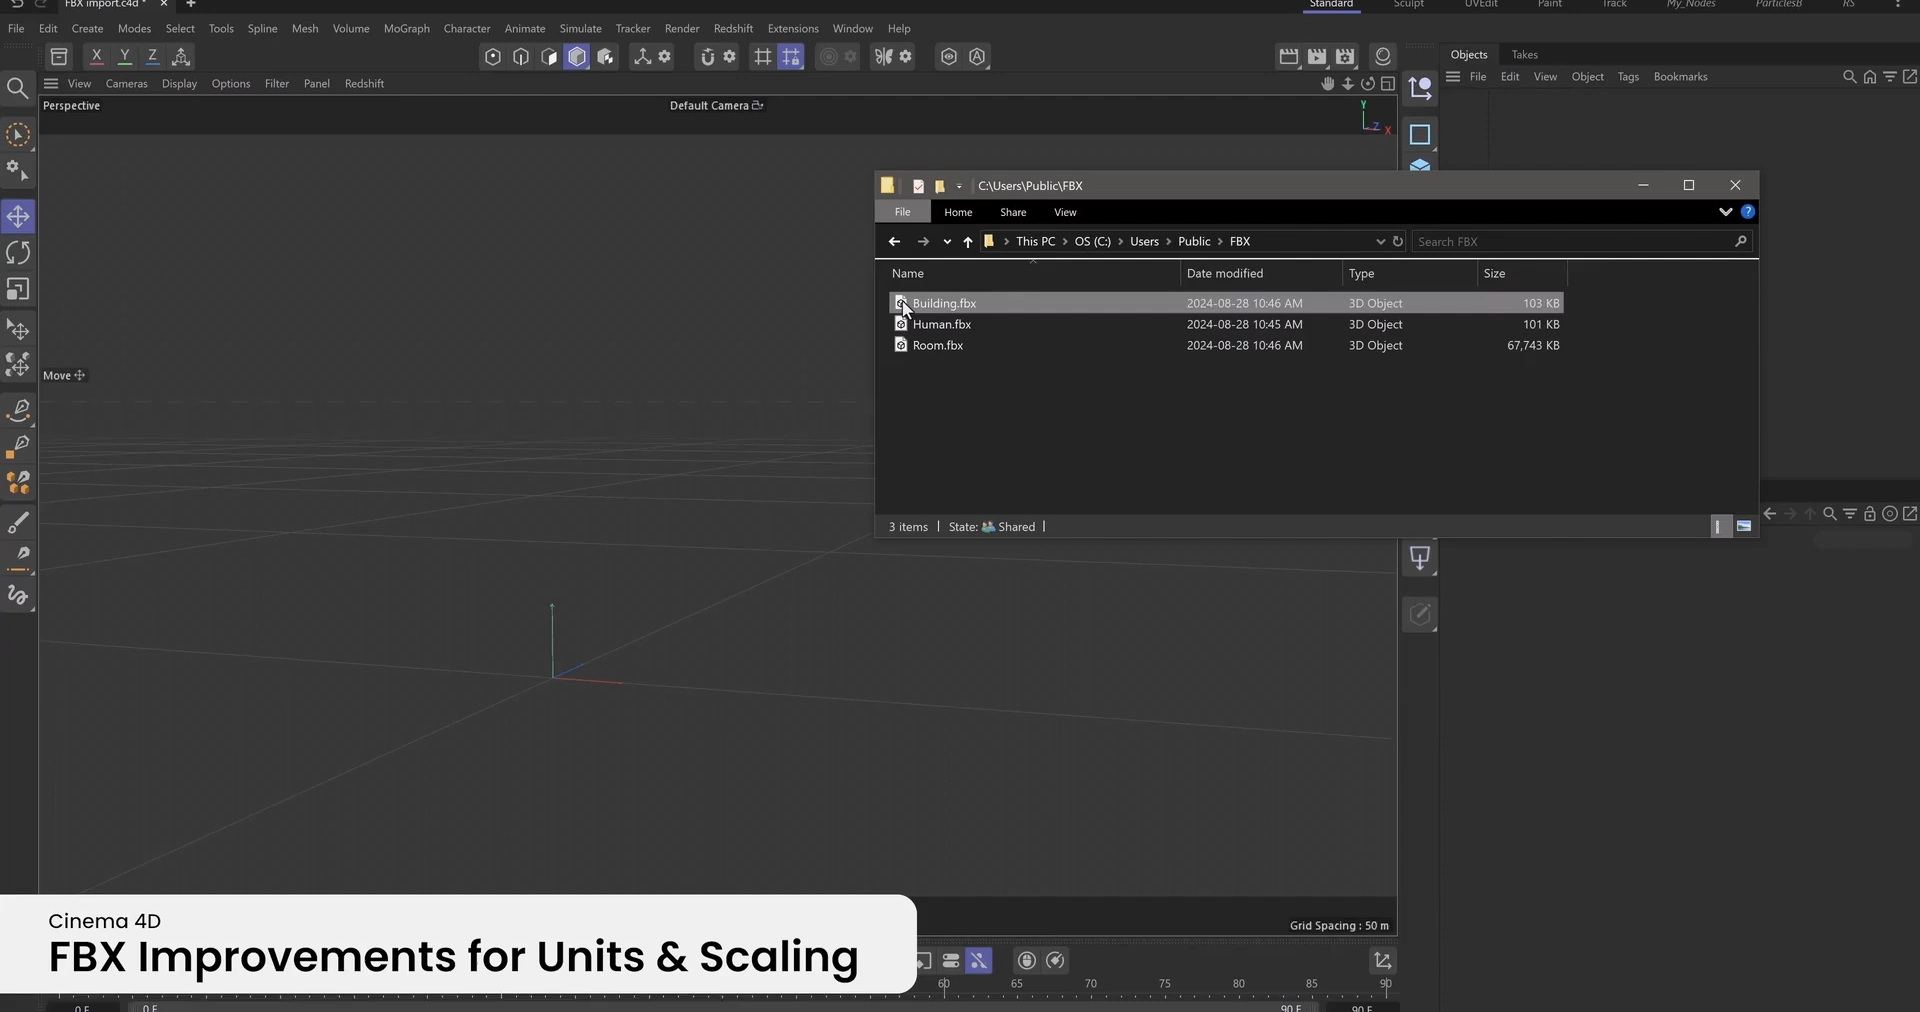 FBX import.c4d *
Standard Sculpt UVEdit Paint Track My_Nodes ParticlesB RS
File Edit Create Modes Select Tools Spline Mesh Volume MoGraph Character Animate Simulate Tracker Render Redshift Extensions Window Help
X Y Z
Objects Takes
View Cameras Display Options Filter Panel Redshift
File Edit View Object Tags Bookmarks
Perspective
Default Camera
Y
Z X
C:\Users\Public\FBX
File Home Share View
This PC > OS (C:) > Users > Public > FBX
Search FBX
Name Date modified Type Size
Building.fbx 2024-08-28 10:46 AM 3D Object 103 KB
Human.fbx 2024-08-28 10:45 AM 3D Object 101 KB
Room.fbx 2024-08-28 10:46 AM 3D Object 67,743 KB
Move
3 items State: Shared
Grid Spacing : 50 m
Cinema 4D
FBX Improvements for Units & Scaling
60 65 70 75 80 85 90
0 F 0 F 90 F 90 F